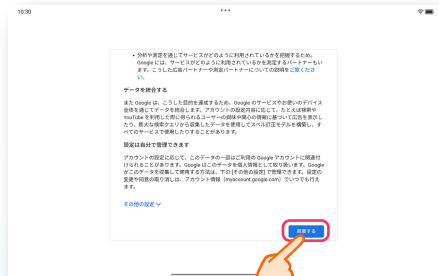 10:30
• 分析や測定を通じてサービスがどのように利用されているかを把握するため。
Google には、サービスがどのように利用されているかを測定するパートナーもい
ます。こうした広告パートナーや測定パートナーについての説明をご覧くださ
い。
データを統合する
また Google は、こうした目的を達成するため、Google のサービスやお使いのデバイス
全体を通じてデータを統合します。アカウントの設定内容に応じて、たとえば検索や
YouTube を利用した際に得られるユーザーの興味や関心の情報に基づいて広告を表示し
たり、膨大な検索クエリから収集したデータを使用してスペル訂正モデルを構築し、す
べてのサービスで使用したりすることがあります。
設定は自分で管理できます
アカウントの設定に応じて、このデータの一部はご利用の Google アカウントに関連付
けられることがあります。Google はこのデータを個人情報として取り扱います。Google
がこのデータを収集して使用する方法は、下の [その他の設定] で管理できます。設定の
変更や同意の取り消しは、アカウント情報 (myaccount.google.com) でいつでも行え
ます。
その他の設定
同意する